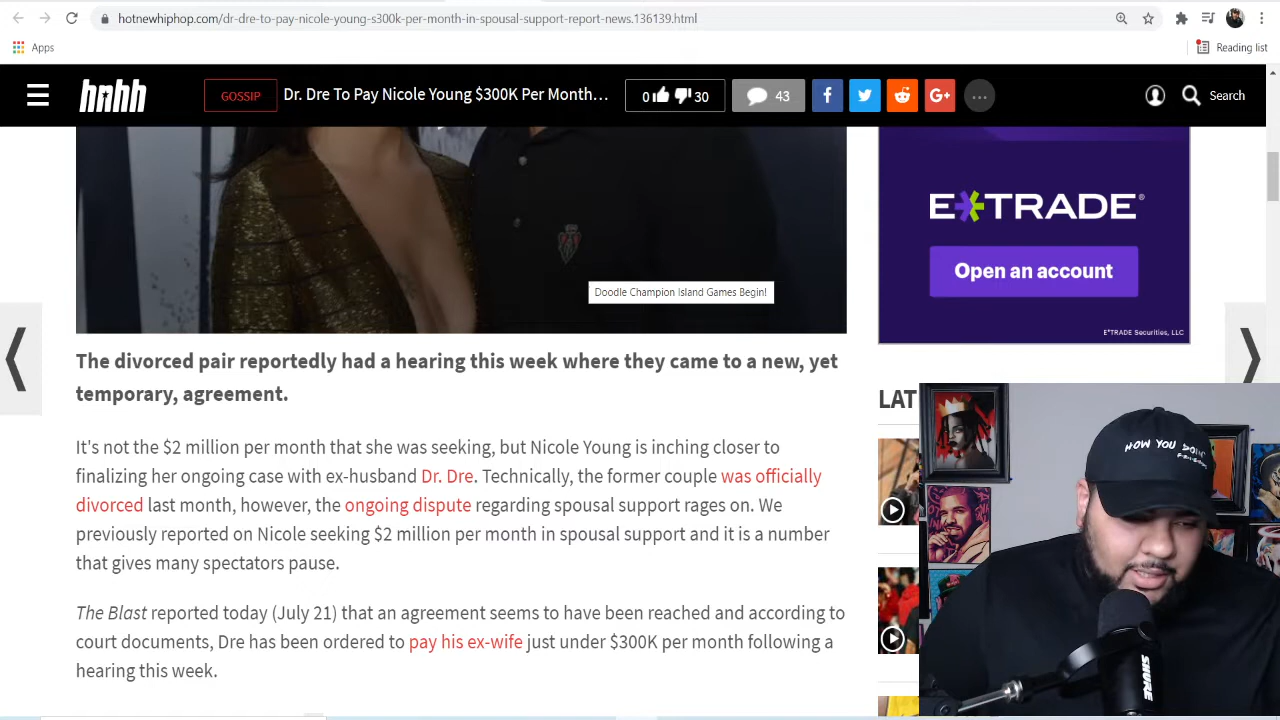 hotnewhiphop.com/dr-dre-to-pay-nicole-young-s300k-per-month-in-spousal-support-report-news.136139.html
Apps
Reading list
hnhh
GOSSIP
Dr. Dre To Pay Nicole Young $300K Per Month...
0 30
43
G+
Search
E*TRADE®
Open an account
E*TRADE Securities, LLC
Doodle Champion Island Games Begin!
The divorced pair reportedly had a hearing this week where they came to a new, yet
temporary, agreement.
LAT
It's not the $2 million per month that she was seeking, but Nicole Young is inching closer to
finalizing her ongoing case with ex-husband Dr. Dre. Technically, the former couple was officially
divorced last month, however, the ongoing dispute regarding spousal support rages on. We
previously reported on Nicole seeking $2 million per month in spousal support and it is a number
that gives many spectators pause.
The Blast reported today (July 21) that an agreement seems to have been reached and according to
court documents, Dre has been ordered to pay his ex-wife just under $300K per month following a
hearing this week.
HOW YOU DOIN
SHURE